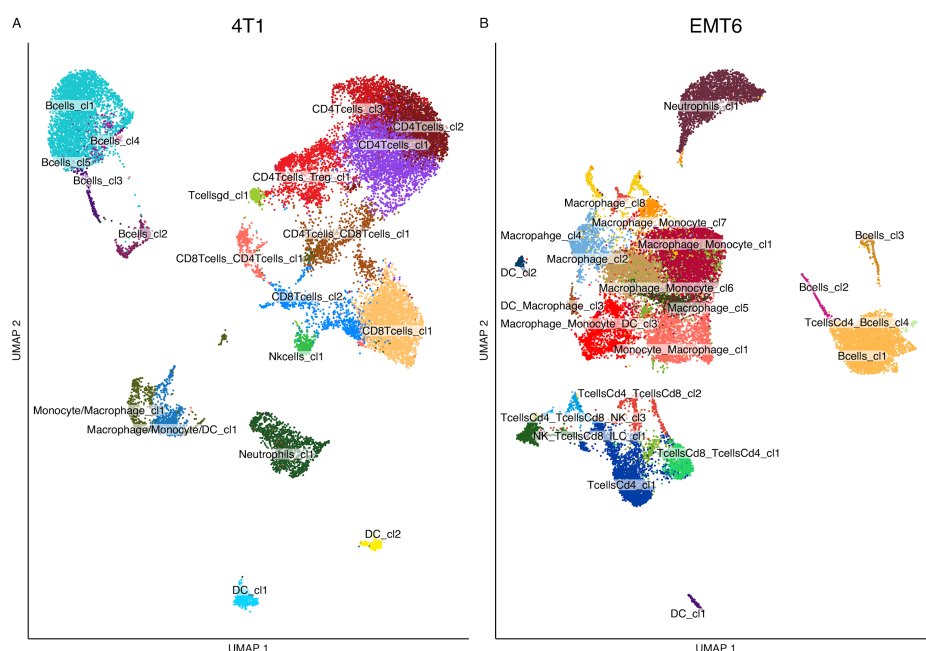 A
4T1
Bcells_cl1
Bcells_cl4
Bcells_cl5
Bcells_cl3
Bcells_cl2
CD4Tcells_cl3
CD4Tcells_cl2
CD4Tcells_cl1
CD4Tcells_Treg_cl1
Tcellsgd_cl1
CD4Tcells_CD8Tcells_cl1
CD8Tcells_CD4Tcells_cl1
CD8Tcells_cl2
CD8Tcells_cl1
Nkcells_cl1
Monocyte/Macrophage_cl1
Macrophage/Monocyte/DC_cl1
Neutrophils_cl1
DC_cl2
DC_cl1
UMAP 2
UMAP 1
B
EMT6
Neutrophils_cl1
Macrophage_cl8
Macrophage_Monocyte_cl7
Macropahge_cl4
Macrophage_Monocyte_cl1
Macrophage_cl2
DC_cl2
Macrophage_Monocyte_cl6
DC_Macrophage_cl3
Macrophage_cl5
Macrophage_Monocyte_DC_cl3
Monocyte_Macrophage_cl1
Bcells_cl3
Bcells_cl2
TcellsCd4_Bcells_cl4
Bcells_cl1
TcellsCd4_TcellsCd8_cl2
TcellsCd4_TcellsCd8_NK_cl3
NK_TcellsCd8_ILC_cl1
TcellsCd8_TcellsCd4_cl1
TcellsCd4_cl1
DC_cl1
UMAP 2
UMAP 1